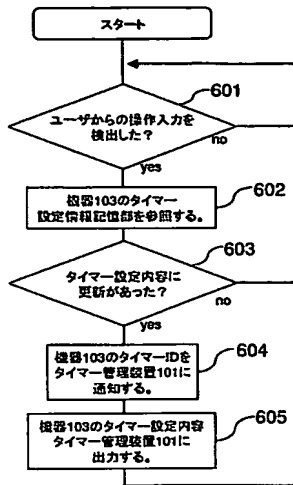 スタート
601
ユーザからの操作入力を
検出した？
no
yes
602
機器103のタイマー
設定情報記憶部を参照する。
603
タイマー設定内容に
更新があった？
no
yes
604
機器103のタイマーIDを
タイマー管理装置101に
通知する。
605
機器103のタイマー設定内容
タイマー管理装置101に
出力する。